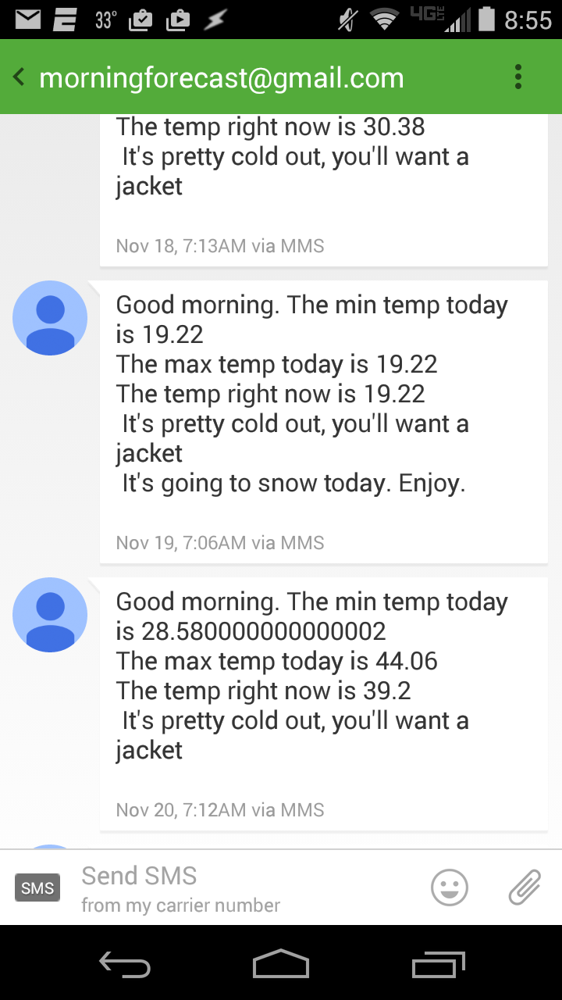 33° 4G LTE 8:55
morningforecast@gmail.com
The temp right now is 30.38
It's pretty cold out, you'll want a
jacket
Nov 18, 7:13AM via MMS
Good morning. The min temp today
is 19.22
The max temp today is 19.22
The temp right now is 19.22
It's pretty cold out, you'll want a
jacket
It's going to snow today. Enjoy.
Nov 19, 7:06AM via MMS
Good morning. The min temp today
is 28.580000000000002
The max temp today is 44.06
The temp right now is 39.2
It's pretty cold out, you'll want a
jacket
Nov 20, 7:12AM via MMS
SMS Send SMS
from my carrier number